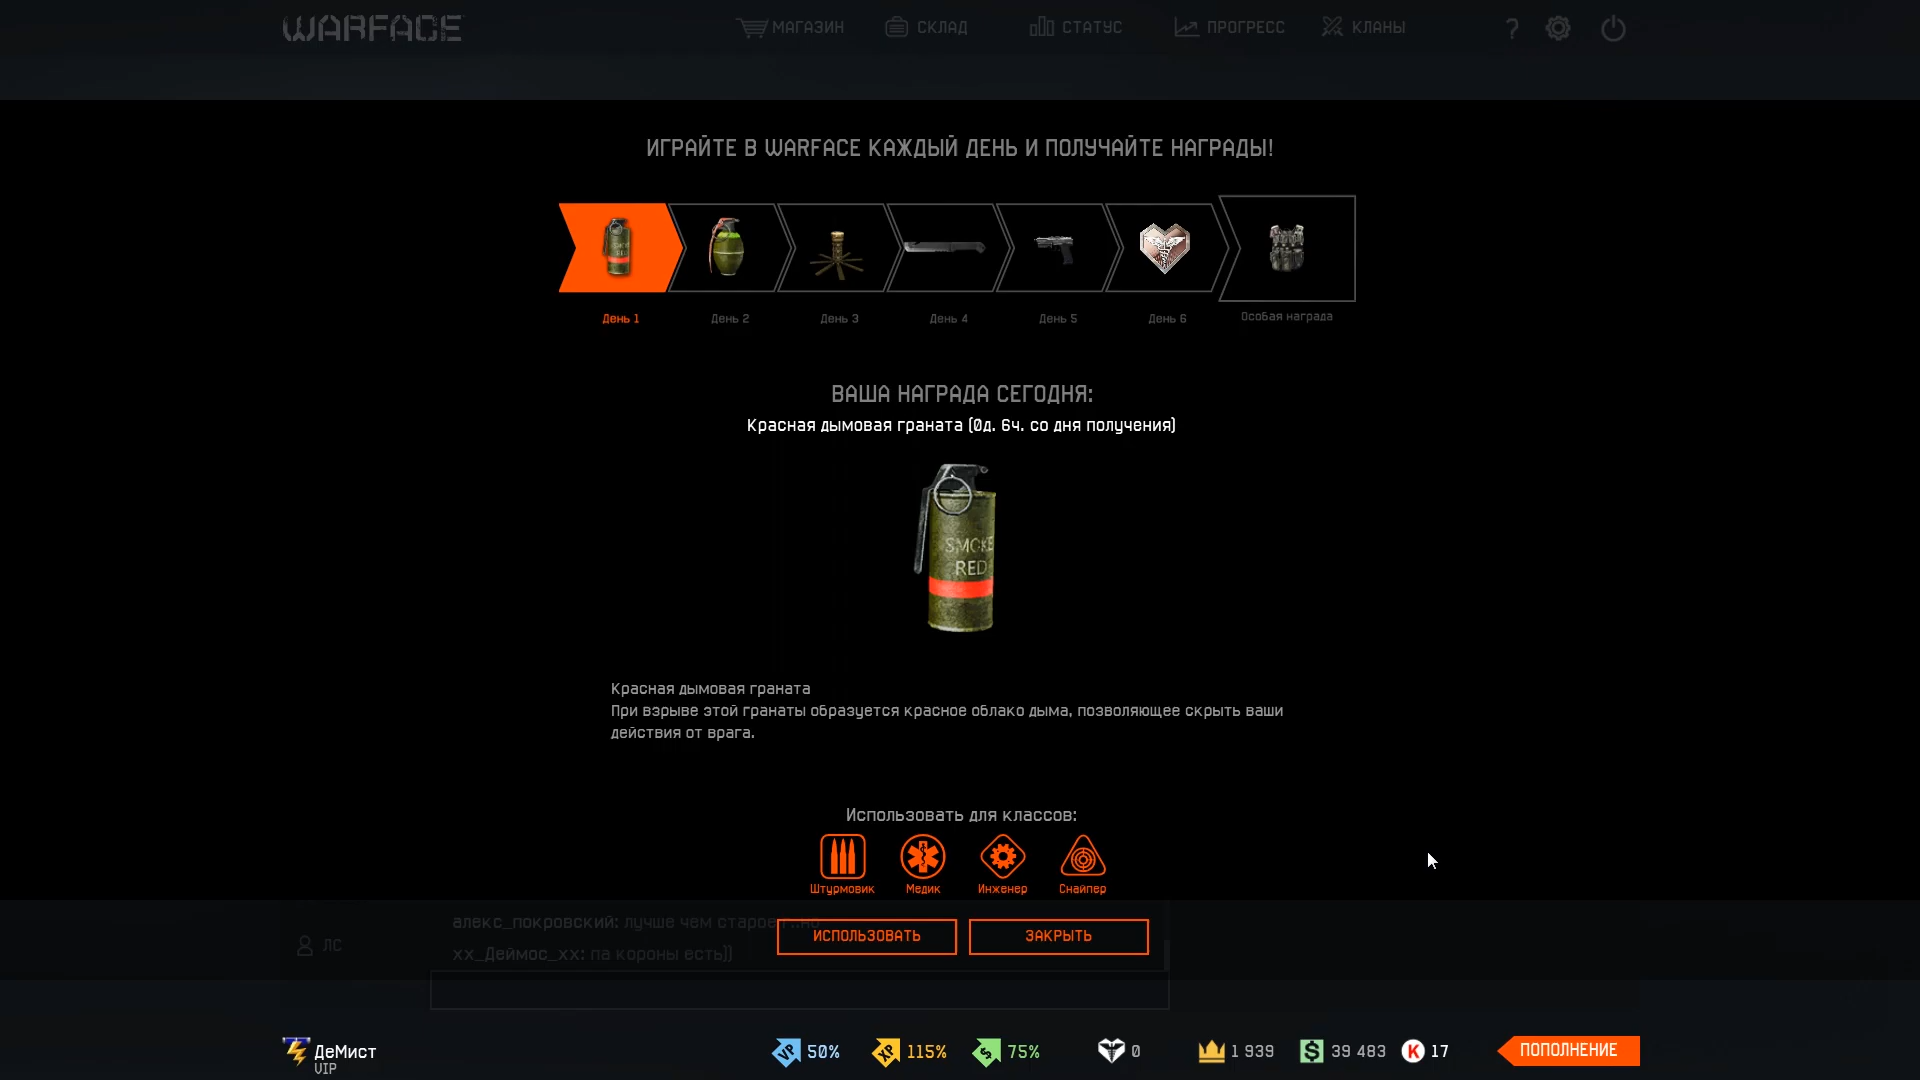 WARFACE
МАГАЗИН СКЛАД СТАТУС ПРОГРЕСС КЛАНЫ ?
ИГРАЙТЕ В WARFACE КАЖДЫЙ ДЕНЬ И ПОЛУЧАЙТЕ НАГРАДЫ!
День 1 День 2 День 3 День 4 День 5 День 6 Особая награда
ВАША НАГРАДА СЕГОДНЯ:
Красная дымовая граната (0д. 6ч. со дня получения)
SMOKE
RED
Красная дымовая граната
При взрыве этой гранаты образуется красное облако дыма, позволяющее скрыть ваши
действия от врага.
Использовать для классов:
Штурмовик Медик Инженер Снайпер
алекс_покровский: лучше чем старое
ЛС
хх_Деймос_хх: па короны есть))
ИСПОЛЬЗОВАТЬ ЗАКРЫТЬ
ДеМист
VIP
VP 50% XP 115% $ 75% 0 1 939 $ 39 483 K 17 ПОПОЛНЕНИЕ